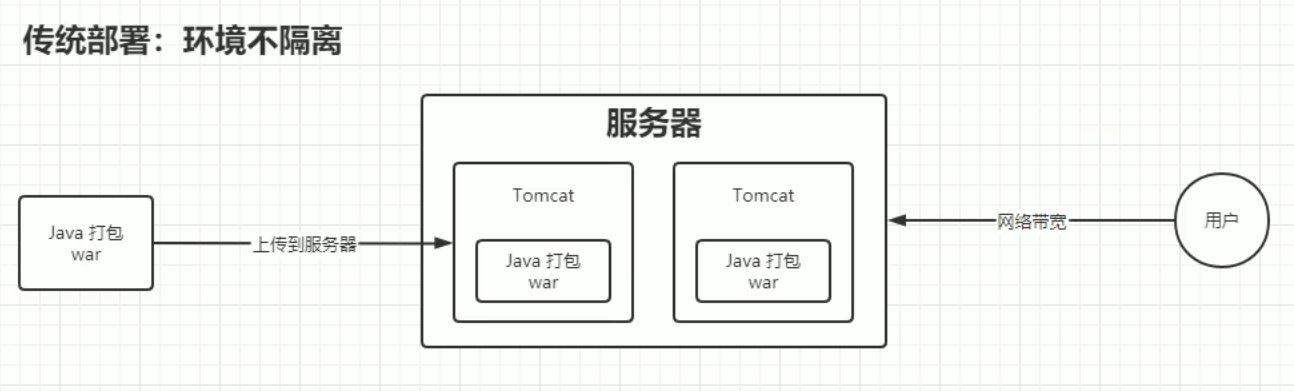 传统部署：环境不隔离
服务器
Java 打包
war
上传到服务器
Tomcat
Java 打包
war
Tomcat
Java 打包
war
网络带宽
用户